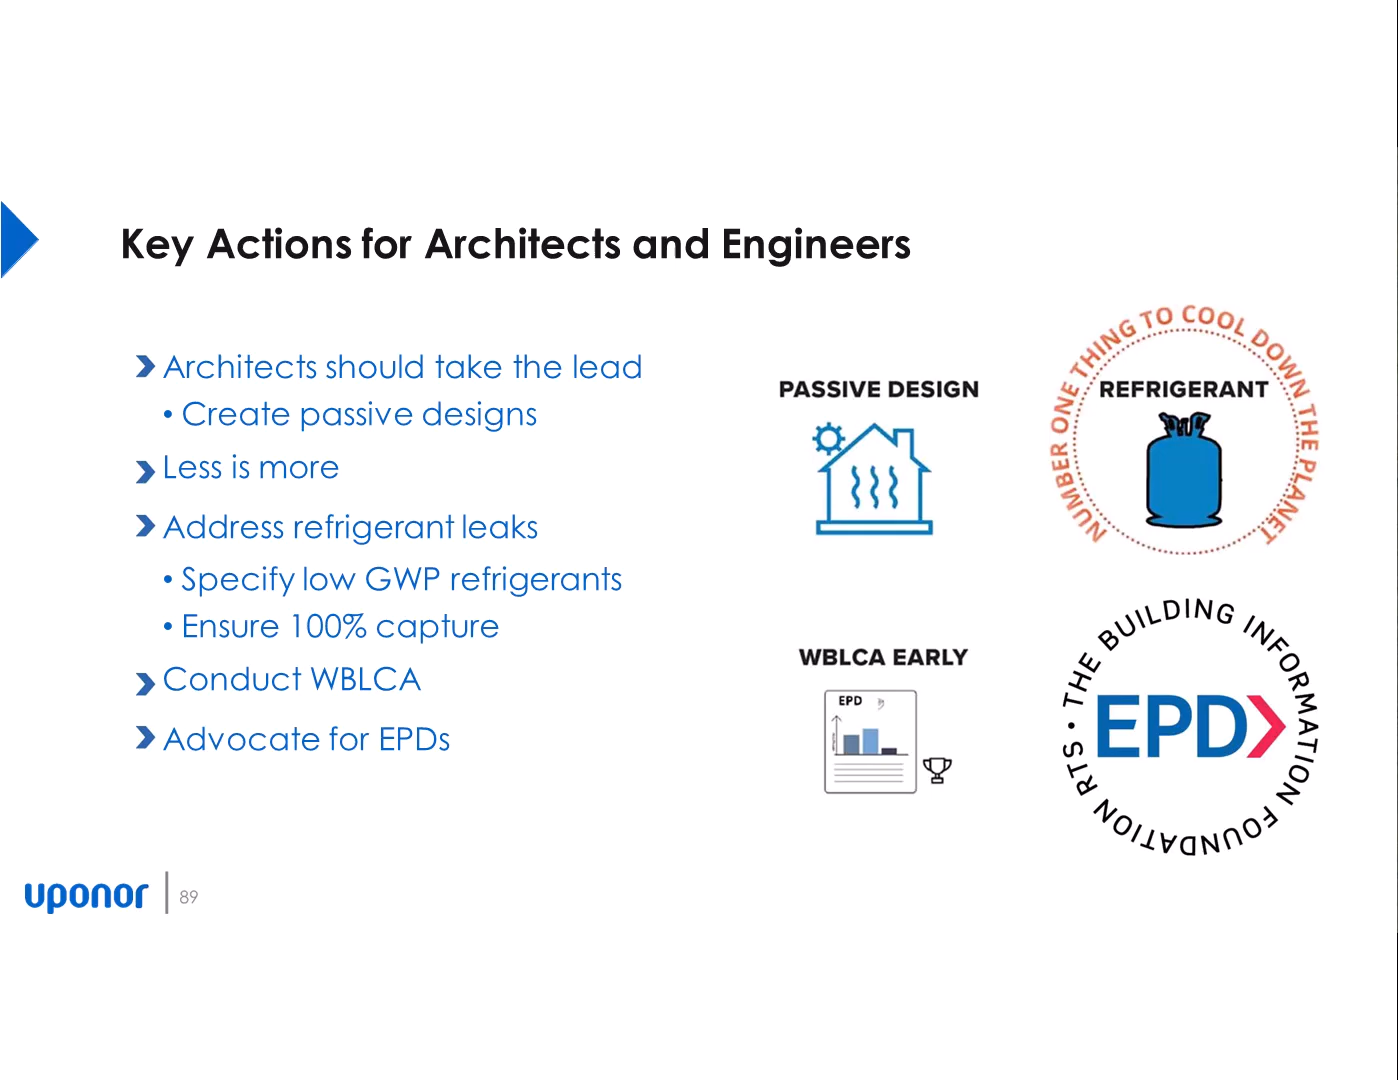 Key Actions for Architects and Engineers
Architects should take the lead
• Create passive designs
Less is more
Address refrigerant leaks
• Specify low GWP refrigerants
• Ensure 100% capture
Conduct WBLCA
Advocate for EPDs
PASSIVE DESIGN
NUMBER ONE THING TO COOL DOWN THE PLANET
REFRIGERANT
WBLCA EARLY
EPD
THE BUILDING INFORMATION FOUNDATION RTS •
EPD
uponor
89